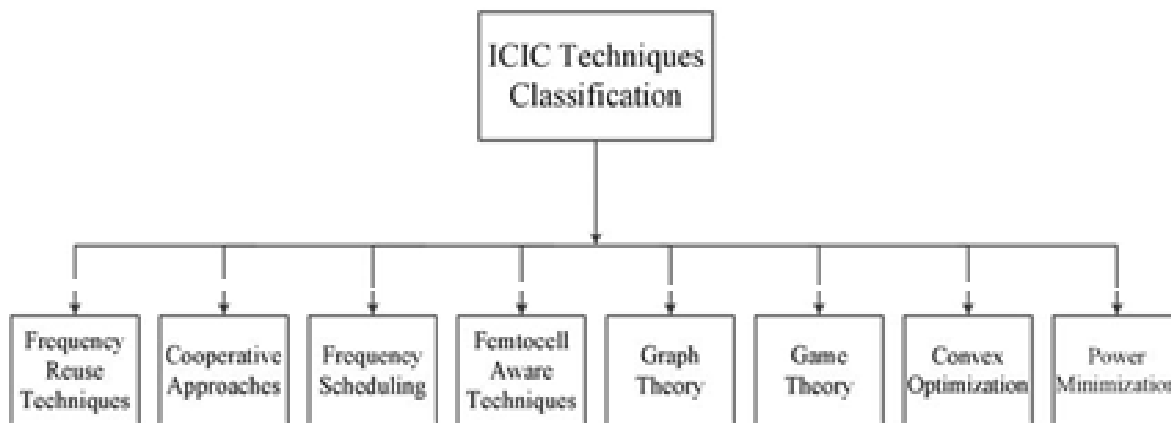 ICIC Techniques
Classification
Frequency
Reuse
Techniques
Cooperative
Approaches
Frequency
Scheduling
Femtocell
Aware
Techniques
Graph
Theory
Game
Theory
Convex
Optimization
Power
Minimization